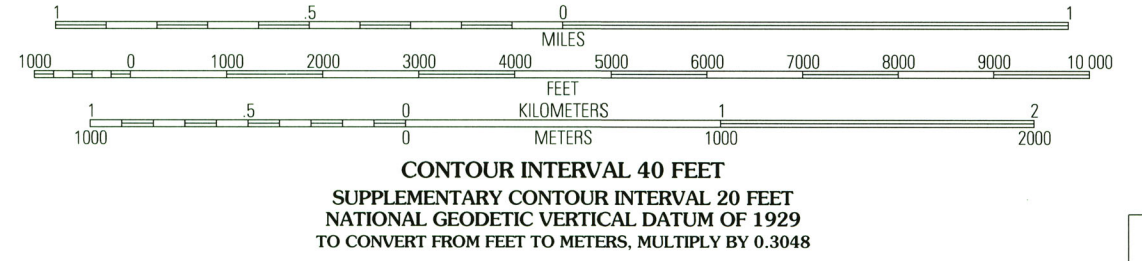 1 .5 0 1
MILES
1000 0 1000 2000 3000 4000 5000 6000 7000 8000 9000 10 000
FEET
1 .5 0 KILOMETERS 1 2
1000 0 METERS 1000 2000
CONTOUR INTERVAL 40 FEET
SUPPLEMENTARY CONTOUR INTERVAL 20 FEET
NATIONAL GEODETIC VERTICAL DATUM OF 1929
TO CONVERT FROM FEET TO METERS, MULTIPLY BY 0.3048